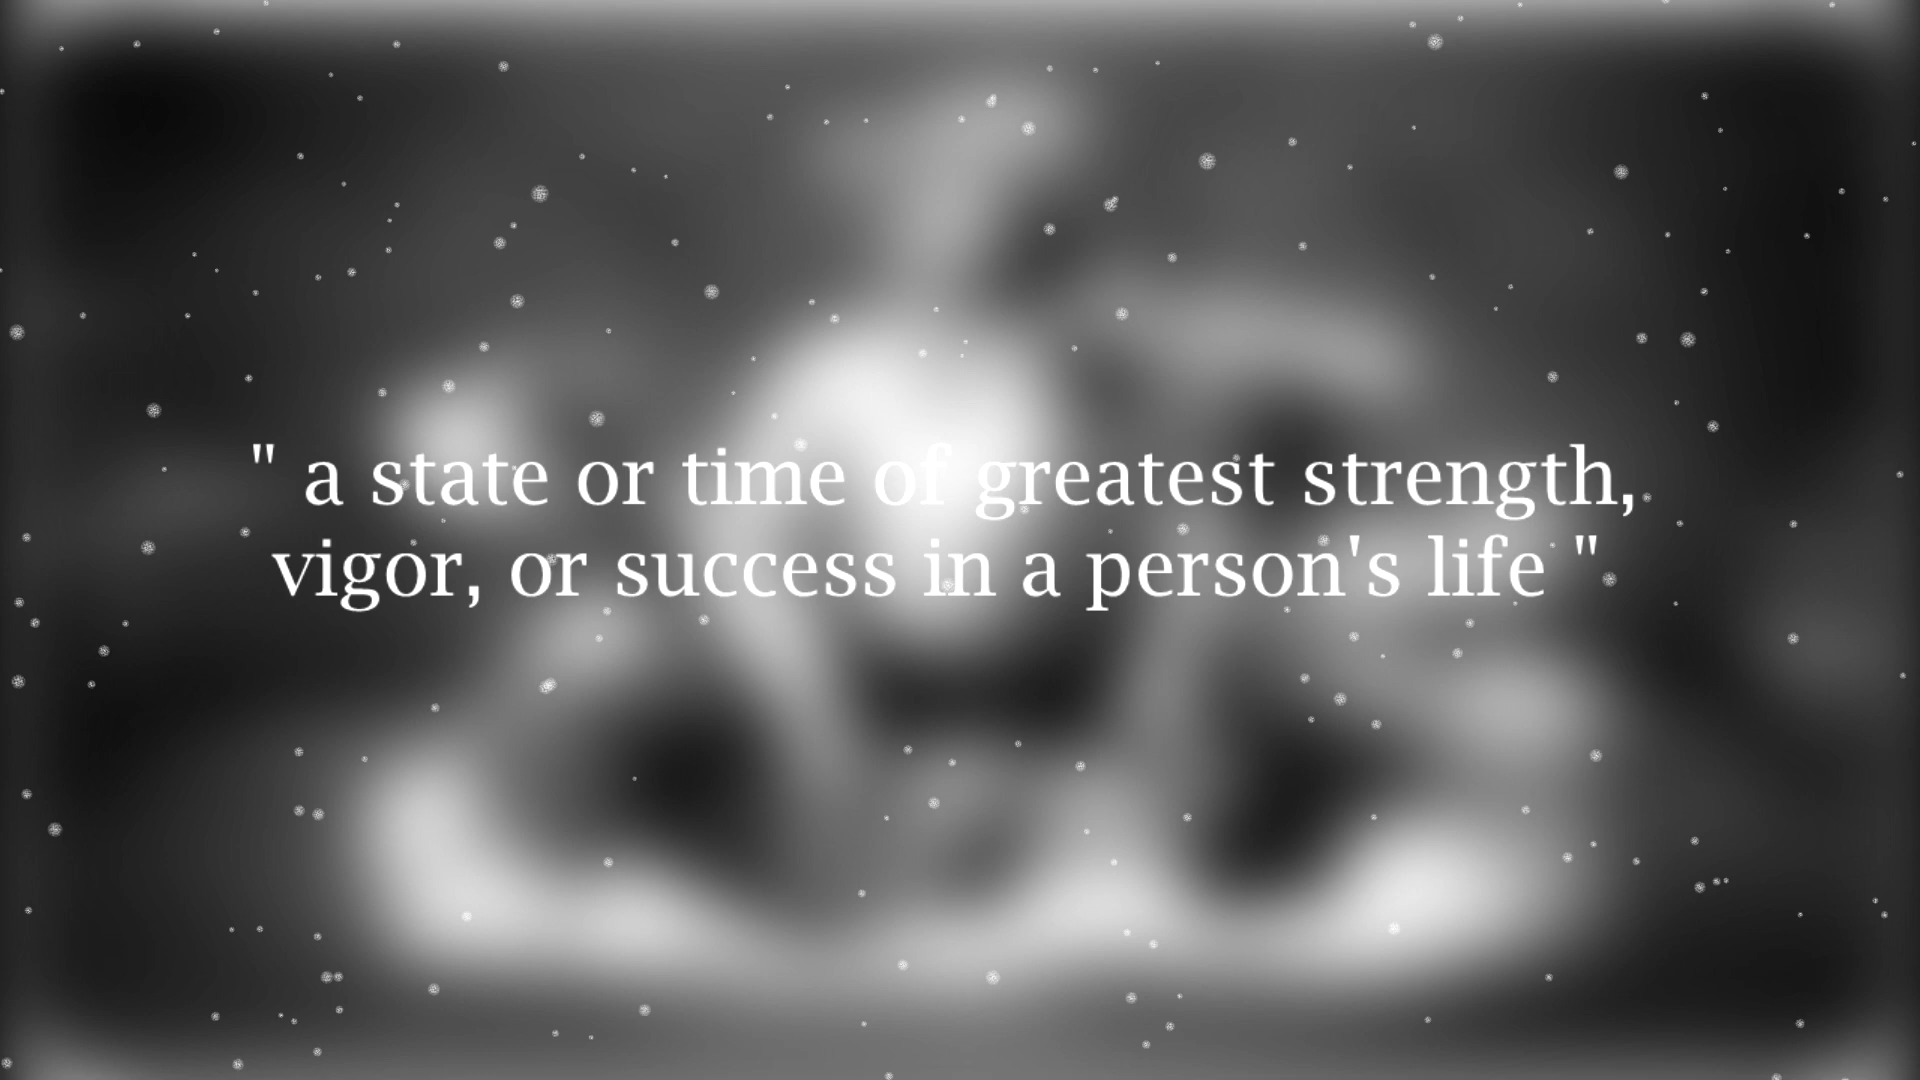 " a state or time of greatest strength,
vigor, or success in a person's life "